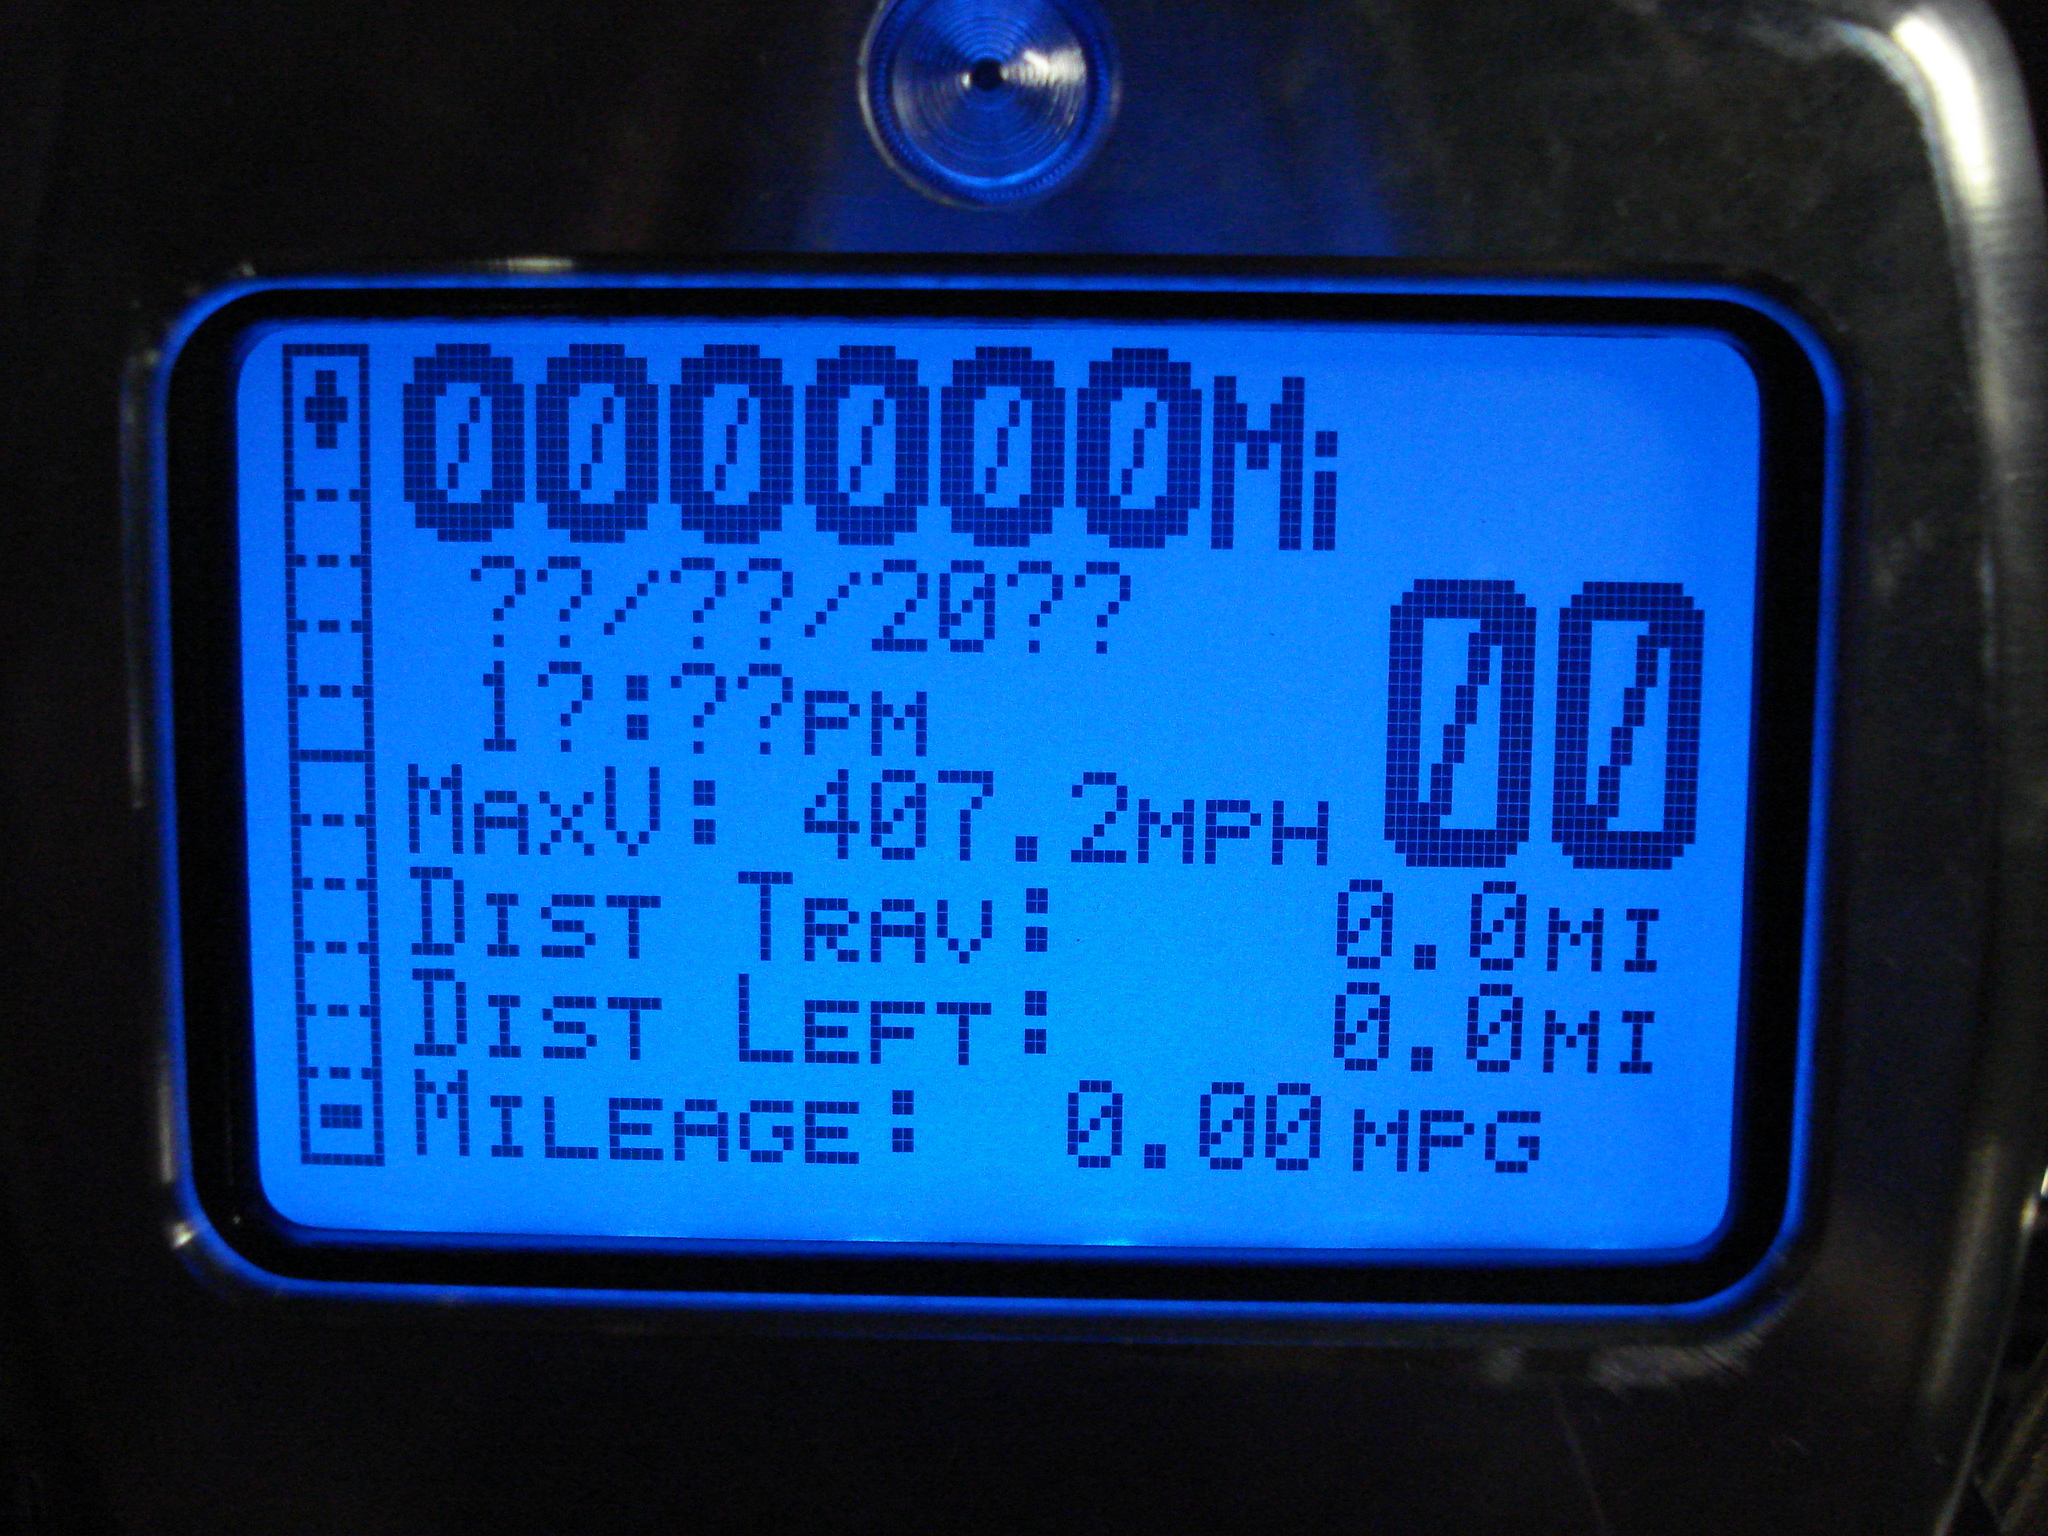 000000Mi
??/??/20??
1?:??PM
00
MaxV: 407.2MPH
DIST TRAV: 0.0MI
DIST LEFT: 0.0MI
MILEAGE: 0.00MPG